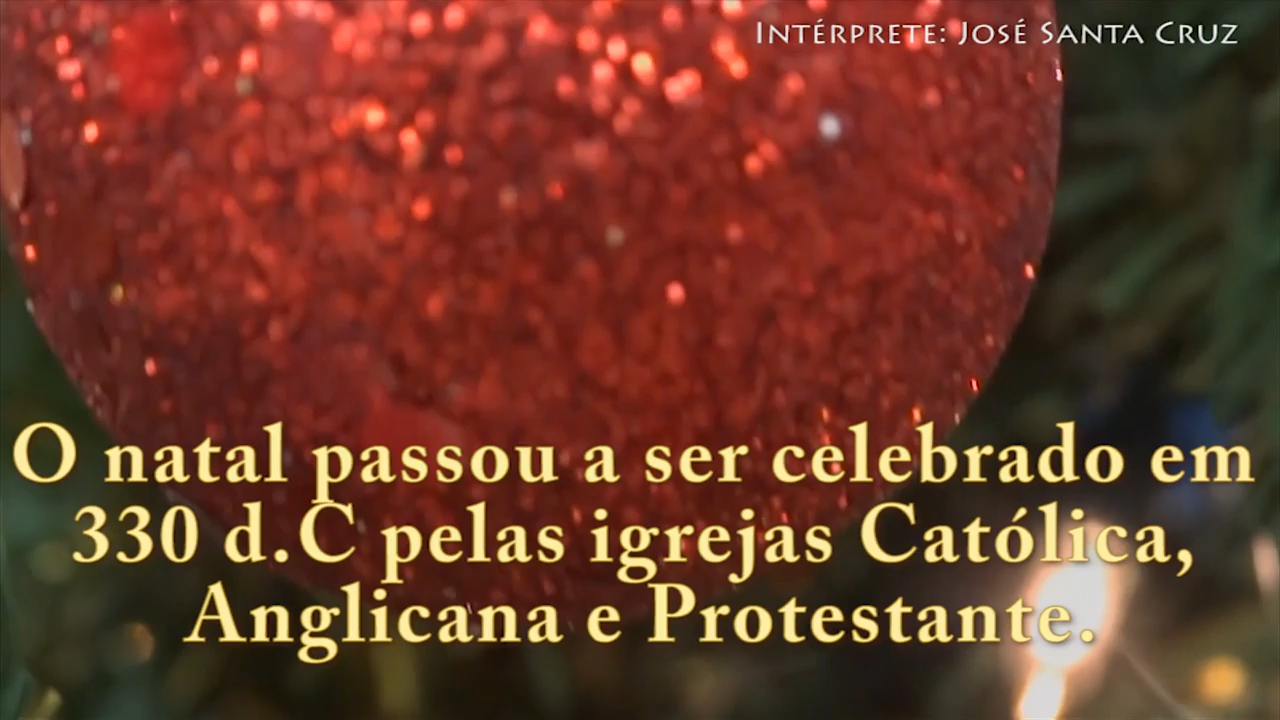 Intérprete: José Santa Cruz
O natal passou a ser celebrado em
330 d.C pelas igrejas Católica,
Anglicana e Protestante.